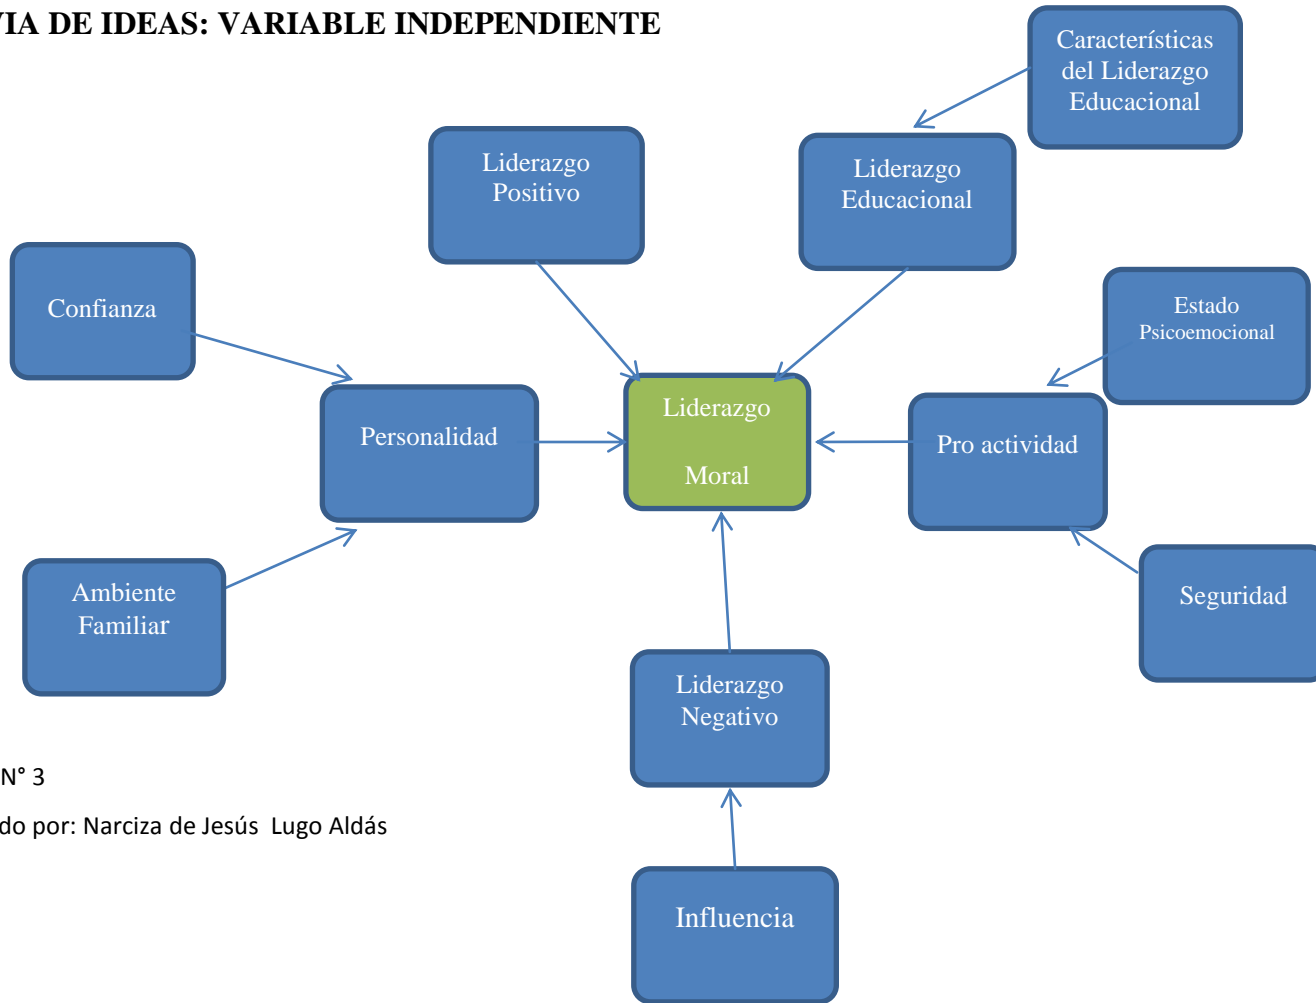 VIA DE IDEAS: VARIABLE INDEPENDIENTE
Características
del Liderazgo
Educacional
Liderazgo
Positivo
Liderazgo
Educacional
Confianza
Estado
Psicoemocional
Liderazgo
Moral
Personalidad
Pro actividad
Ambiente
Familiar
Seguridad
Liderazgo
Negativo
N° 3
do por: Narciza de Jesús Lugo Aldás
Influencia